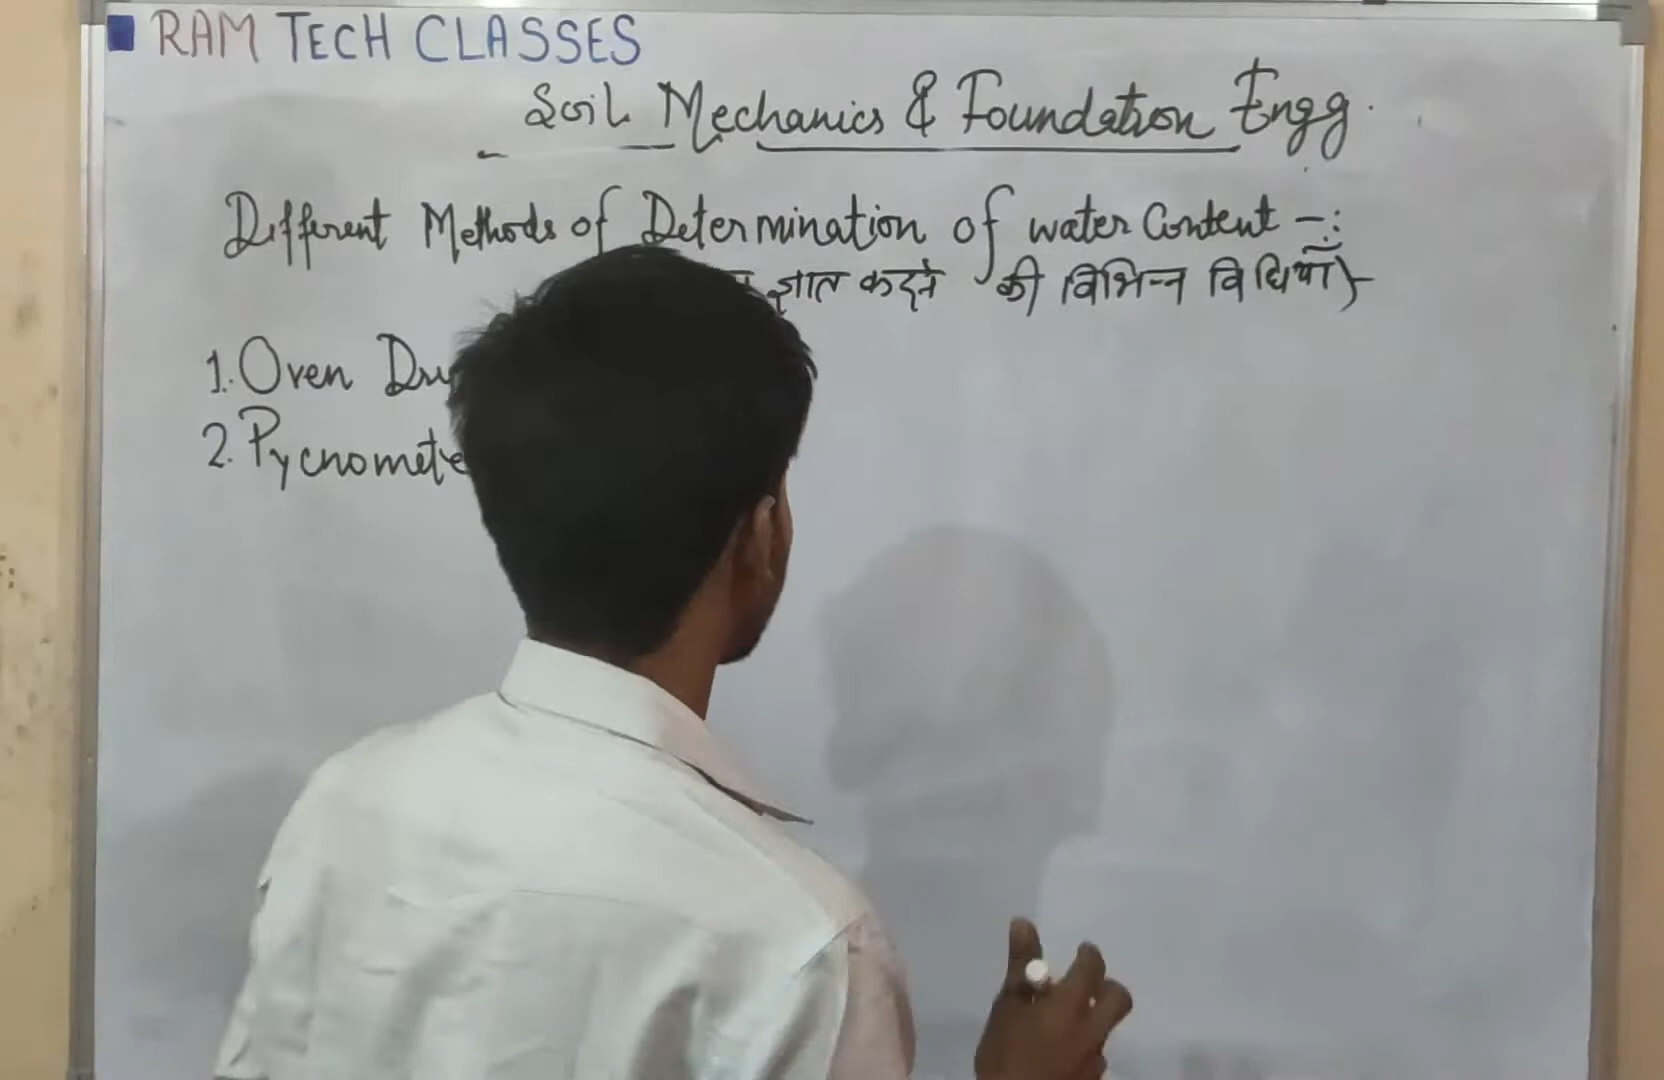 RAM TECH CLASSES
Soil Mechanics & Foundation Engg.
Different Methods of Determination of water Content -:
ज्ञात करने की विभिन्न विधियाँ)-
1. Oven
2. Pycnomete